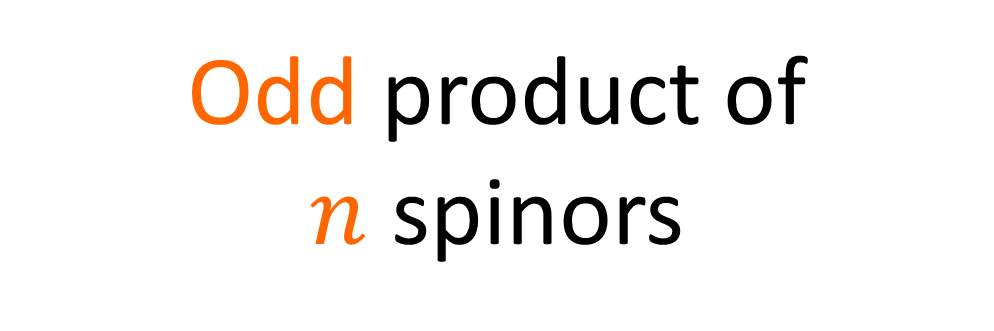 Odd product of
𝑛 spinors